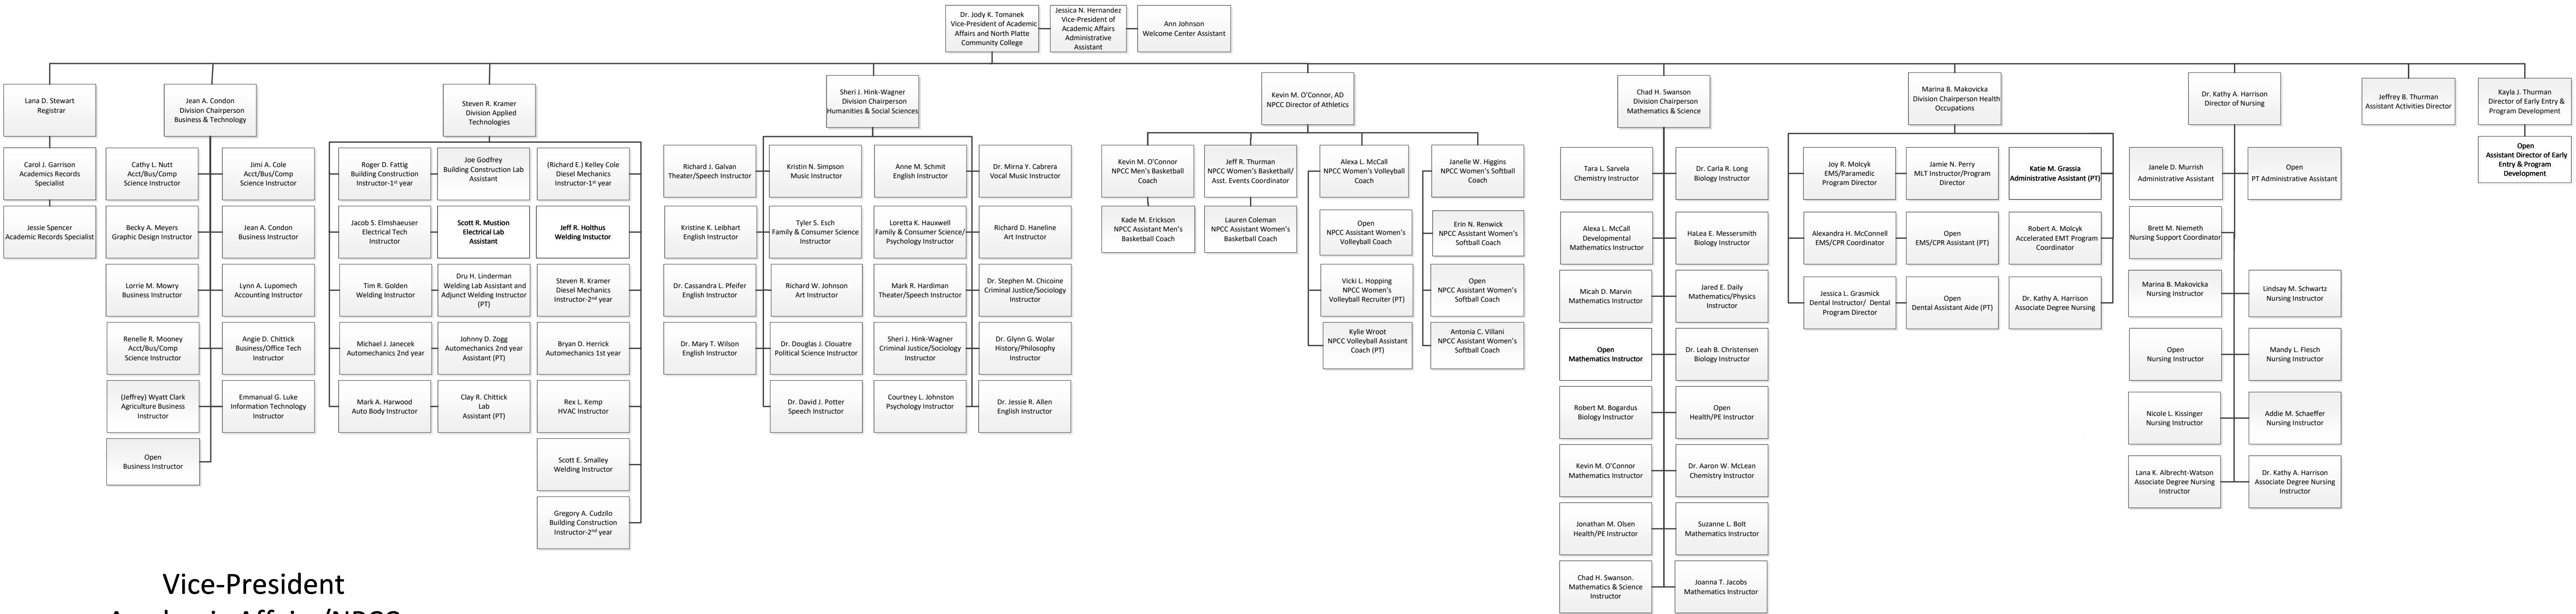 Dr. Jody K. Tomanek
Vice-President of Academic
Affairs and North Platte
Community College
Jessica N. Hernandez
Vice-President of
Academic Affairs
Administrative
Assistant
Ann Johnson
Welcome Center Assistant
Lana D. Stewart
Registrar
Carol J. Garrison
Academics Records
Specialist
Jessie Spencer
Academic Records Specialist
Jean A. Condon
Division Chairperson
Business & Technology
Cathy L. Nutt
Acct/Bus/Comp
Science Instructor
Jimi A. Cole
Acct/Bus/Comp
Science Instructor
Becky A. Meyers
Graphic Design Instructor
Jean A. Condon
Business Instructor
Lorrie M. Mowry
Business Instructor
Lynn A. Lupomech
Accounting Instructor
Renelle R. Mooney
Acct/Bus/Comp
Science Instructor
Angie D. Chittick
Business/Office Tech
Instructor
(Jeffrey) Wyatt Clark
Agriculture Business
Instructor
Emmanual G. Luke
Information Technology
Instructor
Open
Business Instructor
Steven R. Kramer
Division Applied
Technologies
Roger D. Fattig
Building Construction
Instructor-1st year
Joe Godfrey
Building Construction Lab
Assistant
(Richard E.) Kelley Cole
Diesel Mechanics
Instructor-1st year
Jacob S. Elmshaeuser
Electrical Tech
Instructor
Scott R. Mustion
Electrical Lab
Assistant
Jeff R. Holthus
Welding Instuctor
Tim R. Golden
Welding Instructor
Dru H. Linderman
Welding Lab Assistant and
Adjunct Welding Instructor
(PT)
Steven R. Kramer
Diesel Mechanics
Instructor-2nd year
Michael J. Janecek
Automechanics 2nd year
Johnny D. Zogg
Automechanics 2nd year
Assistant (PT)
Bryan D. Herrick
Automechanics 1st year
Mark A. Harwood
Auto Body Instructor
Clay R. Chittick
Lab
Assistant (PT)
Rex L. Kemp
HVAC Instructor
Scott E. Smalley
Welding Instructor
Gregory A. Cudzilo
Building Construction
Instructor-2nd year
Sheri J. Hink-Wagner
Division Chairperson
Humanities & Social Sciences
Richard J. Galvan
Theater/Speech Instructor
Kristin N. Simpson
Music Instructor
Anne M. Schmit
English Instructor
Dr. Mirna Y. Cabrera
Vocal Music Instructor
Kristine K. Leibhart
English Instructor
Tyler S. Esch
Family & Consumer Science
Instructor
Loretta K. Hauxwell
Family & Consumer Science/
Psychology Instructor
Richard D. Haneline
Art Instructor
Dr. Cassandra L. Pfeifer
English Instructor
Richard W. Johnson
Art Instructor
Mark R. Hardiman
Theater/Speech Instructor
Dr. Stephen M. Chicoine
Criminal Justice/Sociology
Instructor
Dr. Mary T. Wilson
English Instructor
Dr. Douglas J. Clouatre
Political Science Instructor
Sheri J. Hink-Wagner
Criminal Justice/Sociology
Instructor
Dr. Glynn G. Wolar
History/Philosophy
Instructor
Dr. David J. Potter
Speech Instructor
Courtney L. Johnston
Psychology Instructor
Dr. Jessie R. Allen
English Instructor
Kevin M. O'Connor, AD
NPCC Director of Athletics
Kevin M. O'Connor
NPCC Men's Basketball
Coach
Jeff R. Thurman
NPCC Women's Basketball/
Asst. Events Coordinator
Alexa L. McCall
NPCC Women's Volleyball
Coach
Janelle W. Higgins
NPCC Women's Softball
Coach
Kade M. Erickson
NPCC Assistant Men's
Basketball Coach
Lauren Coleman
NPCC Assistant Women's
Basketball Coach
Open
NPCC Assistant Women's
Volleyball Coach
Erin N. Renwick
NPCC Assistant Women's
Softball Coach
Vicki L. Hopping
NPCC Women's
Volleyball Recruiter (PT)
Open
NPCC Assistant Women's
Softball Coach
Kylie Wroot
NPCC Volleyball Assistant
Coach (PT)
Antonia C. Villani
NPCC Assistant Women's
Softball Coach
Chad H. Swanson
Division Chairperson
Mathematics & Science
Tara L. Sarvela
Chemistry Instructor
Dr. Carla R. Long
Biology Instructor
Alexa L. McCall
Developmental
Mathematics Instructor
HaLea E. Messersmith
Biology Instructor
Micah D. Marvin
Mathematics Instructor
Jared E. Daily
Mathematics/Physics
Instructor
Open
Mathematics Instructor
Dr. Leah B. Christensen
Biology Instructor
Robert M. Bogardus
Biology Instructor
Open
Health/PE Instructor
Kevin M. O'Connor
Mathematics Instructor
Dr. Aaron W. McLean
Chemistry Instructor
Jonathan M. Olsen
Health/PE Instructor
Suzanne L. Bolt
Mathematics Instructor
Chad H. Swanson.
Mathematics & Science
Instructor
Joanna T. Jacobs
Mathematics Instructor
Marina B. Makovicka
Division Chairperson Health
Occupations
Joy R. Molcyk
EMS/Paramedic
Program Director
Jamie N. Perry
MLT Instructor/Program
Director
Katie M. Grassia
Administrative Assistant (PT)
Alexandra H. McConnell
EMS/CPR Coordinator
Open
EMS/CPR Assistant (PT)
Robert A. Molcyk
Accelerated EMT Program
Coordinator
Jessica L. Grasmick
Dental Instructor/ Dental
Program Director
Open
Dental Assistant Aide (PT)
Dr. Kathy A. Harrison
Associate Degree Nursing
Dr. Kathy A. Harrison
Director of Nursing
Janele D. Murrish
Administrative Assistant
Open
PT Administrative Assistant
Brett M. Niemeth
Nursing Support Coordinator
Marina B. Makovicka
Nursing Instructor
Lindsay M. Schwartz
Nursing Instructor
Open
Nursing Instructor
Mandy L. Flesch
Nursing Instructor
Nicole L. Kissinger
Nursing Instructor
Addie M. Schaeffer
Nursing Instructor
Lana K. Albrecht-Watson
Associate Degree Nursing
Instructor
Dr. Kathy A. Harrison
Associate Degree Nursing
Instructor
Jeffrey B. Thurman
Assistant Activities Director
Kayla J. Thurman
Director of Early Entry &
Program Development
Open
Assistant Director of Early
Entry & Program
Development
Vice-President
Academic Affairs/NPCC